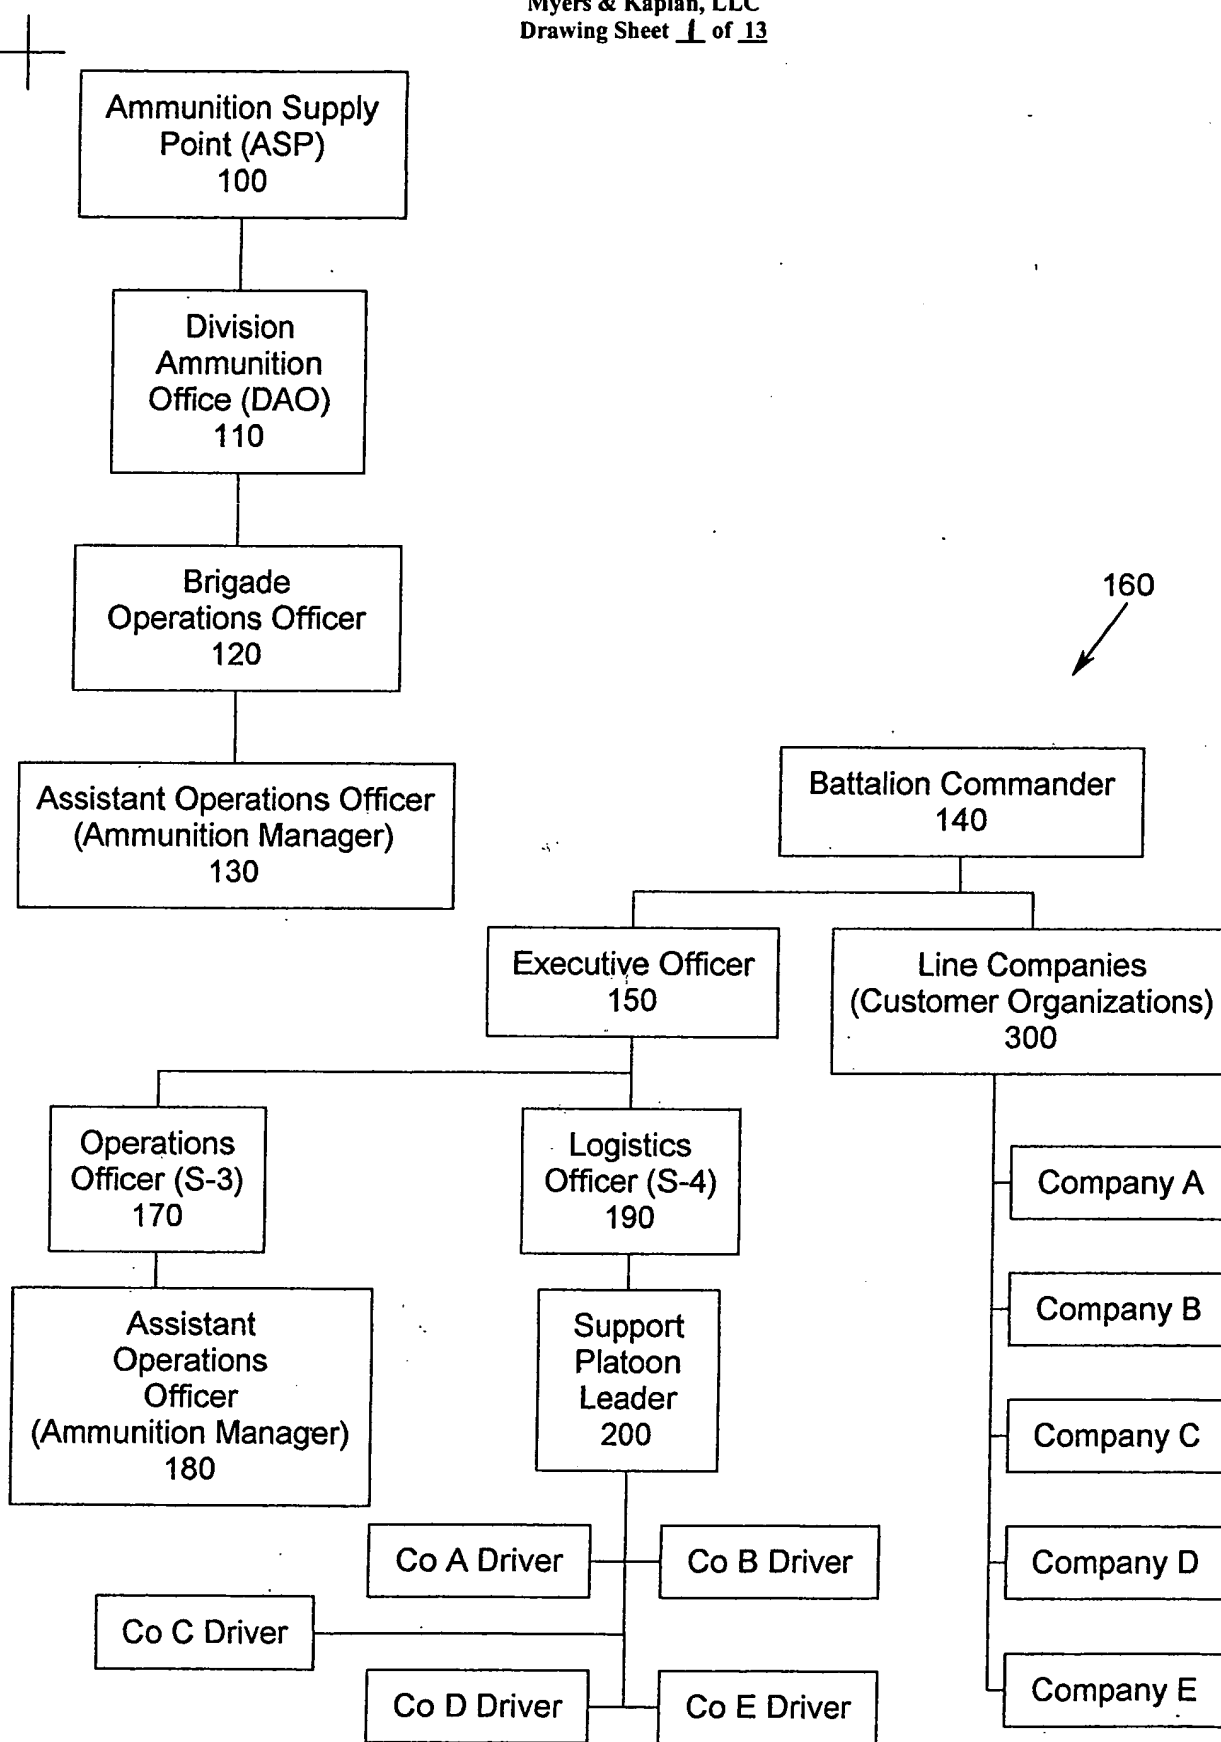 Myers & Kaplan, LLC
Drawing Sheet 1 of 13
Ammunition Supply
Point (ASP)
100
Division
Ammunition
Office (DAO)
110
Brigade
Operations Officer
120
160
Assistant Operations Officer
(Ammunition Manager)
130
Battalion Commander
140
Executive Officer
150
Line Companies
(Customer Organizations)
300
Operations
Officer (S-3)
170
Logistics
Officer (S-4)
190
Company A
Company B
Company C
Company D
Company E
Assistant
Operations
Officer
(Ammunition Manager)
180
Support
Platoon
Leader
200
Co A Driver
Co B Driver
Co C Driver
Co D Driver
Co E Driver